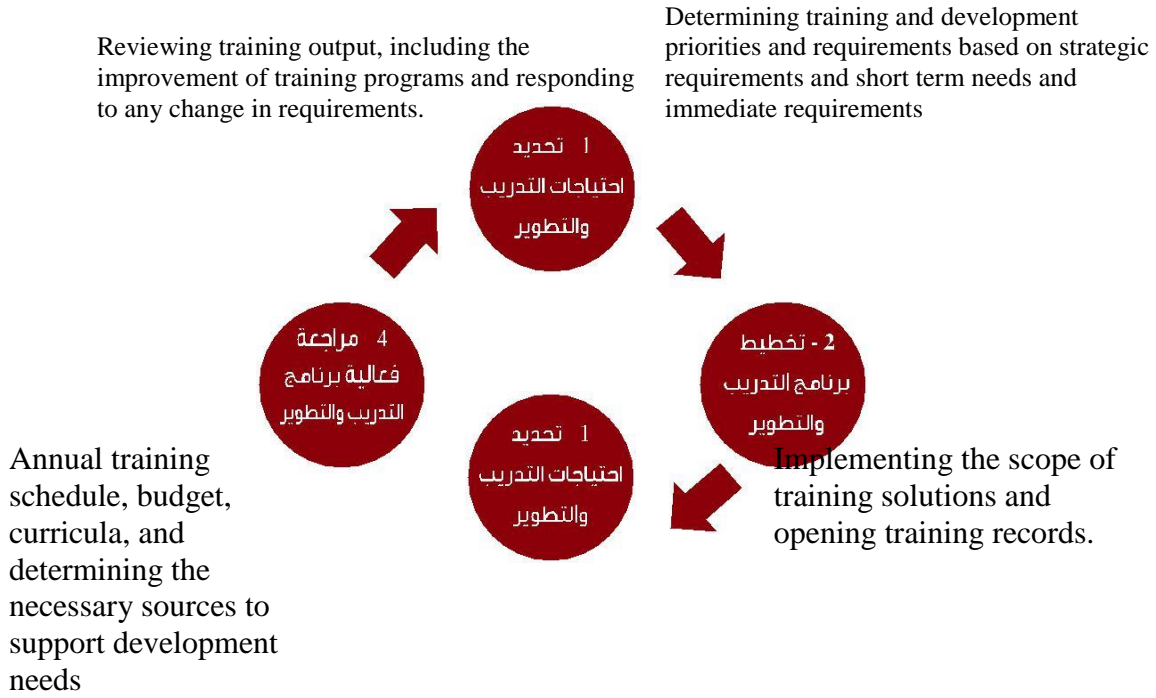 Reviewing training output, including the
improvement of training programs and responding
to any change in requirements.
Determining training and development
priorities and requirements based on strategic
requirements and short term needs and
immediate requirements
1 تحديد
احتياجات التدريب
والتطوير
4 مراجعة
فعالية برنامج
التدريب والتطوير
2 - تخطيط
برنامج التدريب
والتطوير
1 تحديد
احتياجات التدريب
والتطوير
Annual training
schedule, budget,
curricula, and
determining the
necessary sources to
support development
needs
Implementing the scope of
training solutions and
opening training records.